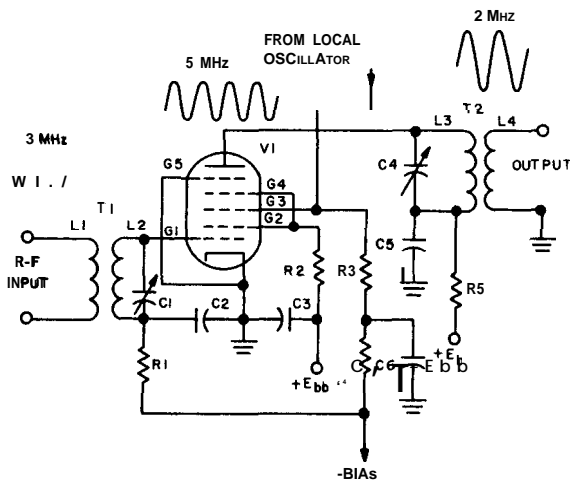 2 MHz
FROM LOCAL
OSCillATOR
5 MHz
3 MHz
W I . /
T1
L1
L2
R-F
INPUT
C1
R1
C2
C3
V1
G5
G4
G3
G2
G1
R2
+Ebb
R3
C4
C5
L3
T2
L4
OUTPUT
R5
+Eb
C6
-Ebb
-BIAs